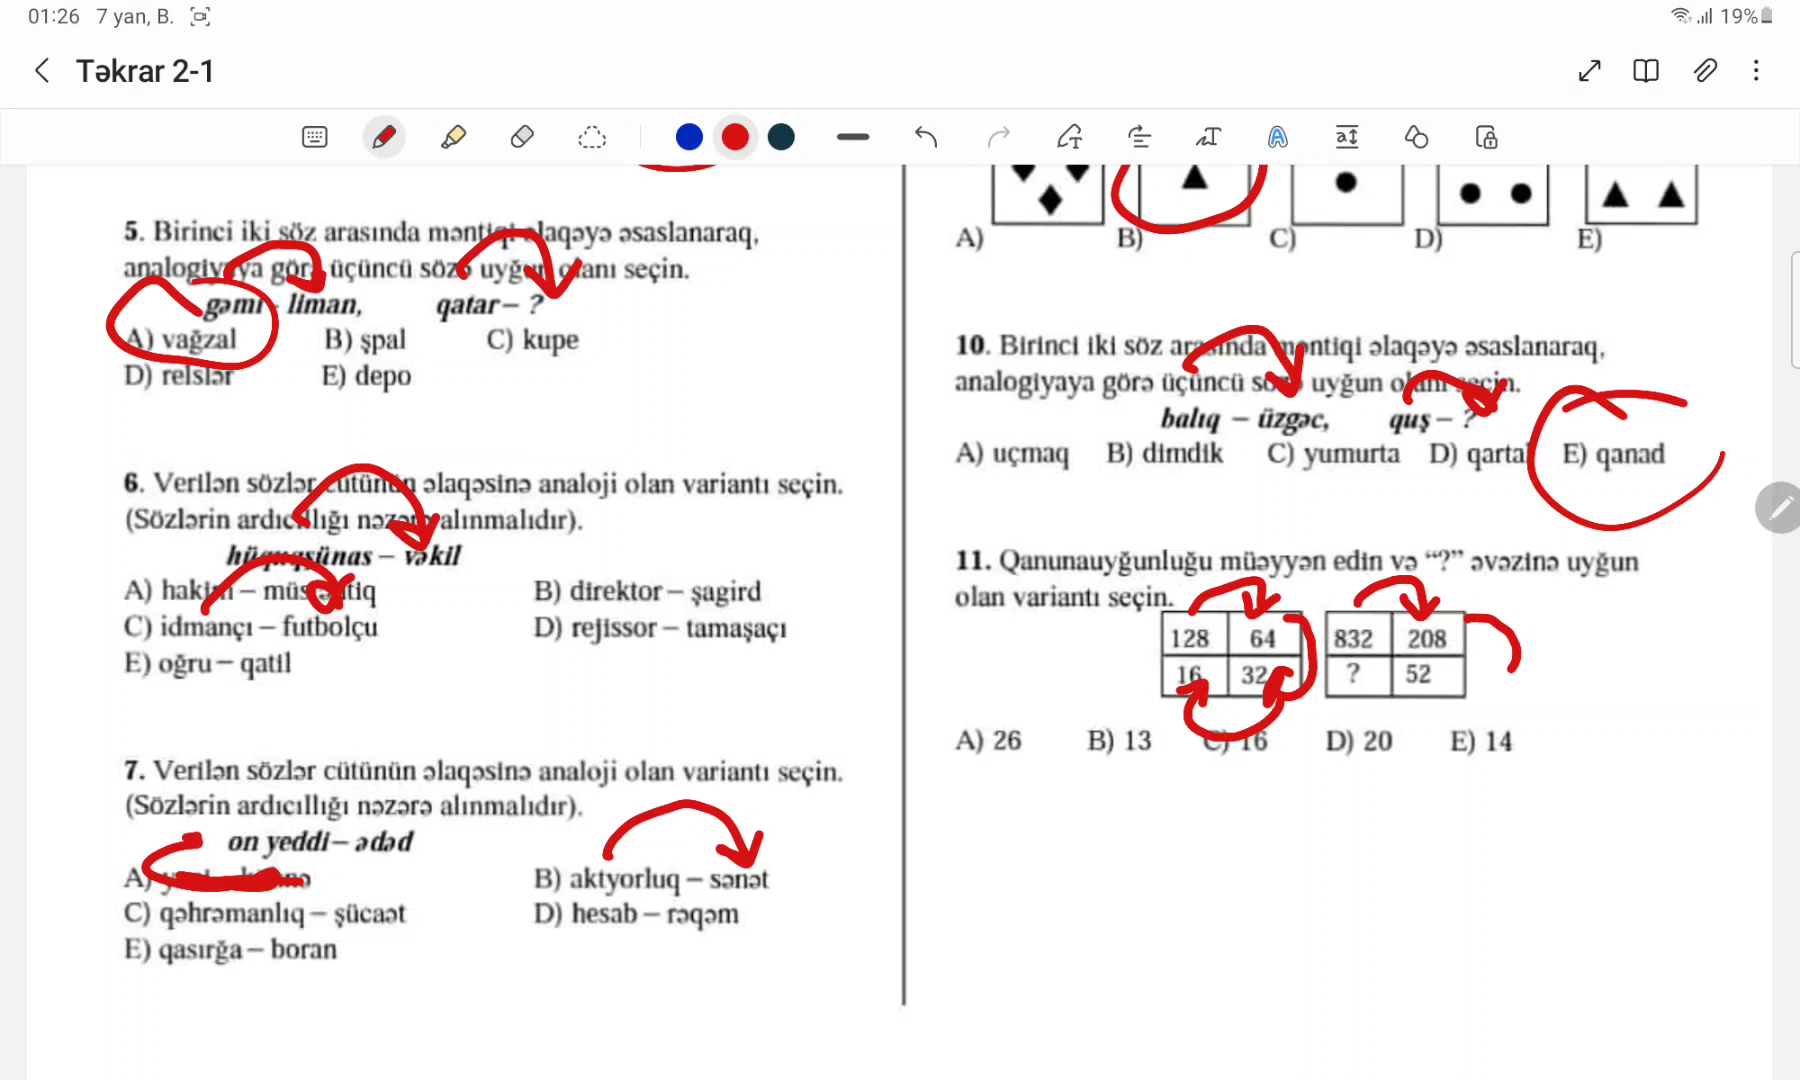 01:26 7 yan, B. 19%
Təkrar 2-1
5. Birinci iki söz arasında məntiqi əlaqəyə əsaslanaraq,
analogiyaya görə üçüncü sözə uyğun olanı seçin.
gəmi - liman, qatar – ?
A) vağzal B) şpal C) kupe
D) relslər E) depo
6. Verilən sözlər cütünün əlaqəsinə analoji olan variantı seçin.
(Sözlərin ardıcıllığı nəzərə alınmalıdır).
hüquqşünas – vəkil
A) hakim – müstəntiq B) direktor – şagird
C) idmançı – futbolçu D) rejissor – tamaşaçı
E) oğru – qatil
7. Verilən sözlər cütünün əlaqəsinə analoji olan variantı seçin.
(Sözlərin ardıcıllığı nəzərə alınmalıdır).
on yeddi – ədəd
A) B) aktyorluq – sənət
C) qəhrəmanlıq – şücaət D) hesab – rəqəm
E) qasırğa – boran
A) B) C) D) E)
10. Birinci iki söz arasında məntiqi əlaqəyə əsaslanaraq,
analogiyaya görə üçüncü sözə uyğun olanı seçin.
balıq – üzgəc, quş – ?
A) uçmaq B) dimdik C) yumurta D) qartal E) qanad
11. Qanunauyğunluğu müəyyən edin və “?” əvəzinə uyğun
olan variantı seçin.
128 64 832 208
16 32 ? 52
A) 26 B) 13 C) 16 D) 20 E) 14